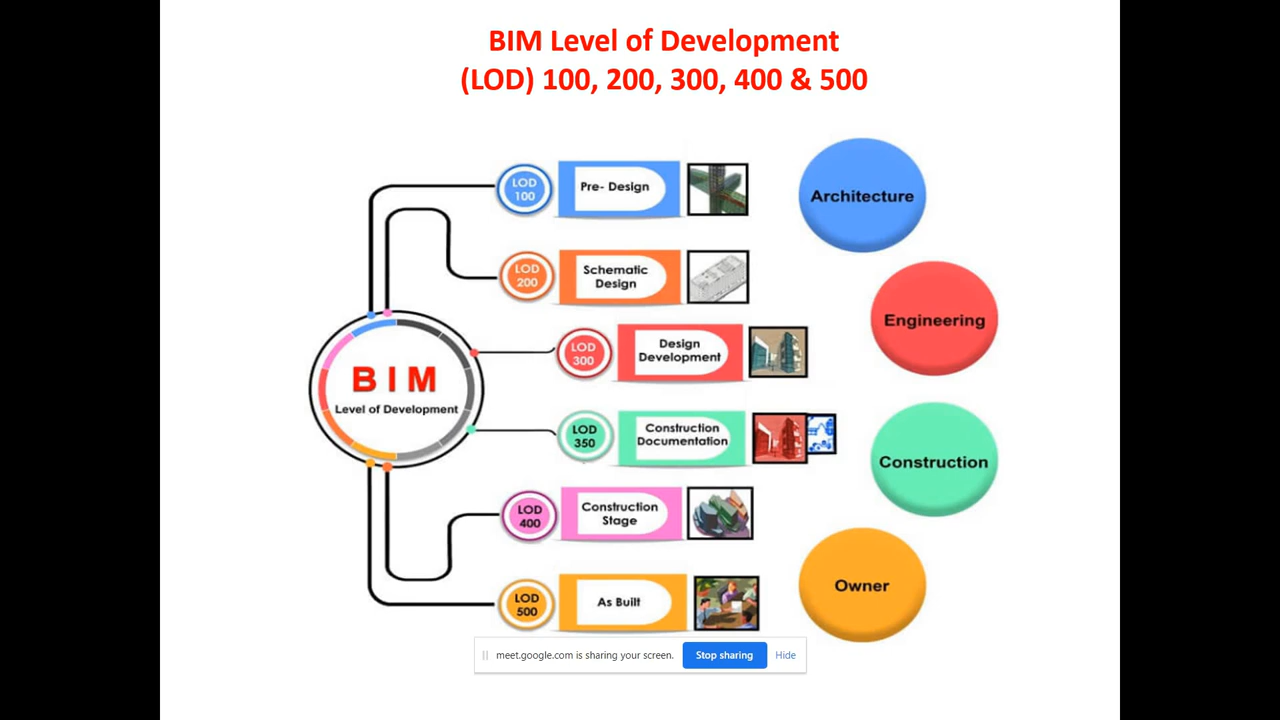 BIM Level of Development
(LOD) 100, 200, 300, 400 & 500
LOD
100
Pre- Design
Architecture
LOD
200
Schematic
Design
Engineering
LOD
300
Design
Development
BIM
Level of Development
LOD
350
Construction
Documentation
Construction
LOD
400
Construction
Stage
LOD
500
As Built
Owner
meet.google.com is sharing your screen.
Stop sharing
Hide